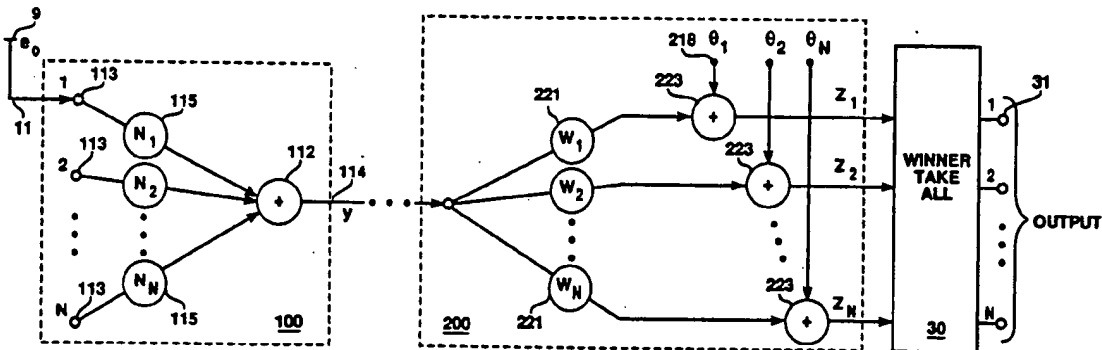 9
e0
11
1
113
115
N1
2
113
N2
112
+
114
y
N
113
NN
115
100
218
θ1
θ2
θN
223
+
Z1
221
W1
W2
223
+
Z2
WN
221
223
+
ZN
200
WINNER
TAKE
ALL
30
31
1
2
N
OUTPUT